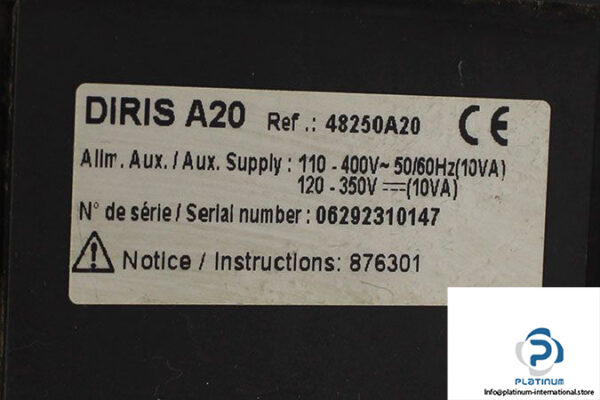 DIRIS A20 Ref.: 48250A20 CE
Alim. Aux. / Aux. Supply : 110 - 400V~ 50/60Hz(10VA)
120 - 350V ⎓(10VA)
N° de série / Serial number : 06292310147
Notice / Instructions: 876301
PLATINUM
Info@platinum-international.store